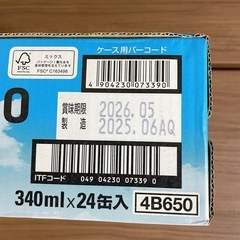 ミックス
FSC
FSC® C163498
ケース用バーコード
4 904230 073390
O
賞味期限 2026.05
製造 2025.06AQ
ITFコード 049 04230 07339 0
340ml×24缶入 4B650